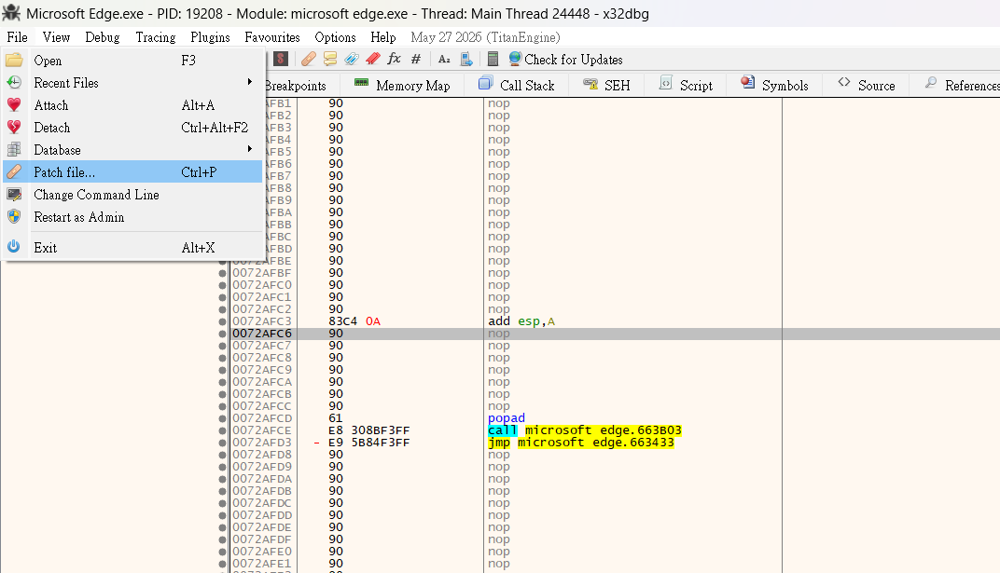 Microsoft Edge.exe - PID: 19208 - Module: microsoft edge.exe - Thread: Main Thread 24448 - x32dbg
File View Debug Tracing Plugins Favourites Options Help May 27 2026 (TitanEngine)
Open F3
Recent Files
Attach Alt+A
Detach Ctrl+Alt+F2
Database
Patch file... Ctrl+P
Change Command Line
Restart as Admin
Exit Alt+X
S fx # Az Check for Updates
Breakpoints Memory Map Call Stack SEH Script Symbols Source References
AFB1 90 nop
AFB2 90 nop
AFB3 90 nop
AFB4 90 nop
AFB5 90 nop
AFB6 90 nop
AFB7 90 nop
AFB8 90 nop
AFB9 90 nop
AFBA 90 nop
AFBB 90 nop
AFBC 90 nop
AFBD 90 nop
AFBE 90 nop
0072AFBF 90 nop
0072AFC0 90 nop
0072AFC1 90 nop
0072AFC2 90 nop
0072AFC3 83C4 0A add esp,A
0072AFC6 90 nop
0072AFC7 90 nop
0072AFC8 90 nop
0072AFC9 90 nop
0072AFCA 90 nop
0072AFCB 90 nop
0072AFCC 90 nop
0072AFCD 61 popad
0072AFCE E8 308BF3FF call microsoft edge.663B03
0072AFD3 - E9 5B84F3FF jmp microsoft edge.663433
0072AFD8 90 nop
0072AFD9 90 nop
0072AFDA 90 nop
0072AFDB 90 nop
0072AFDC 90 nop
0072AFDD 90 nop
0072AFDE 90 nop
0072AFDF 90 nop
0072AFE0 90 nop
0072AFE1 90 nop